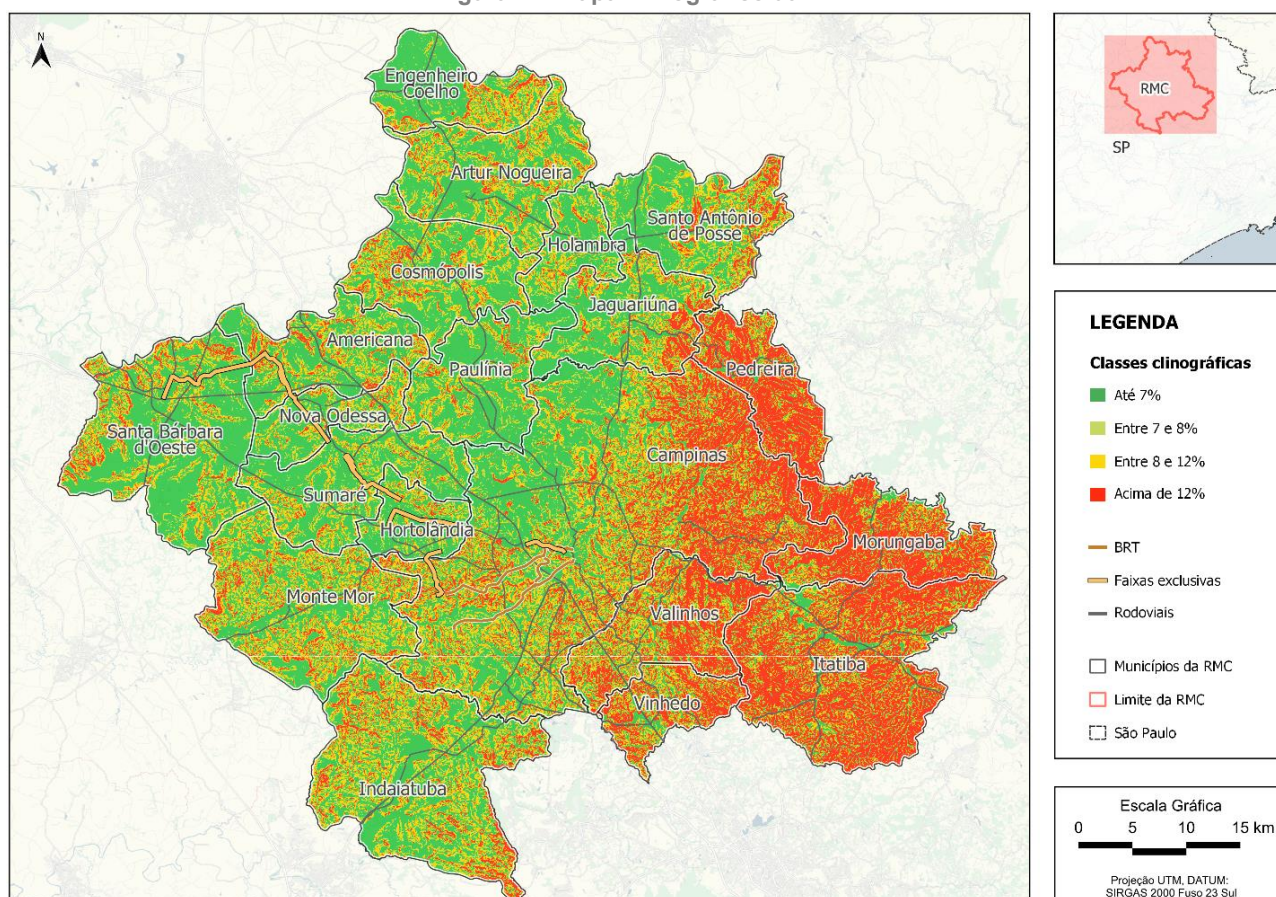 N
Engenheiro
Coelho
Artur Nogueira
Santo Antônio
de Posse
Holambra
Cosmópolis
Jaguariúna
Americana
Paulínia
Pedreira
Nova Odessa
Santa Bárbara
d'Oeste
Campinas
Sumaré
Hortolândia
Morungaba
Monte Mor
Valinhos
Itatiba
Vinhedo
Indaiatuba
RMC
SP
LEGENDA
Classes clinográficas
Até 7%
Entre 7 e 8%
Entre 8 e 12%
Acima de 12%
BRT
Faixas exclusivas
Rodoviais
Municípios da RMC
Limite da RMC
São Paulo
Escala Gráfica
0 5 10 15 km
Projeção UTM, DATUM:
SIRGAS 2000 Fuso 23 Sul